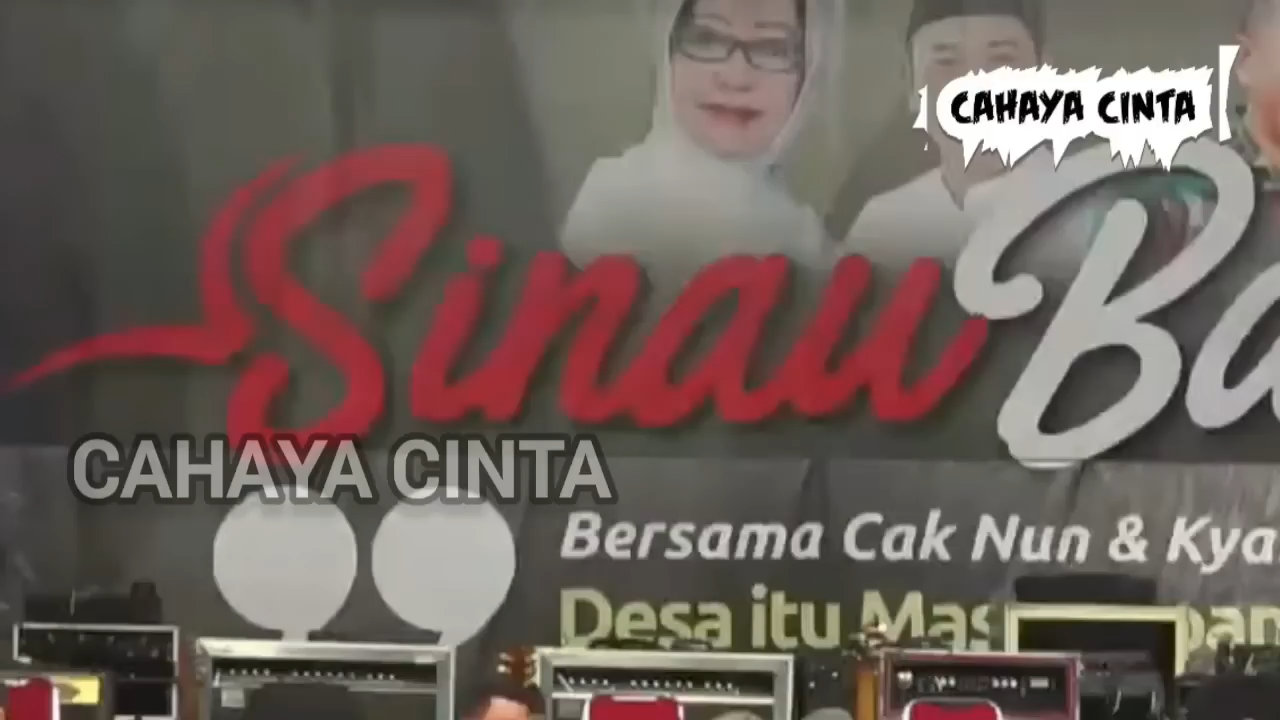 CAHAYA CINTA
Sinau Ba
CAHAYA CINTA
Bersama Cak Nun & Kya
Desa itu Mas